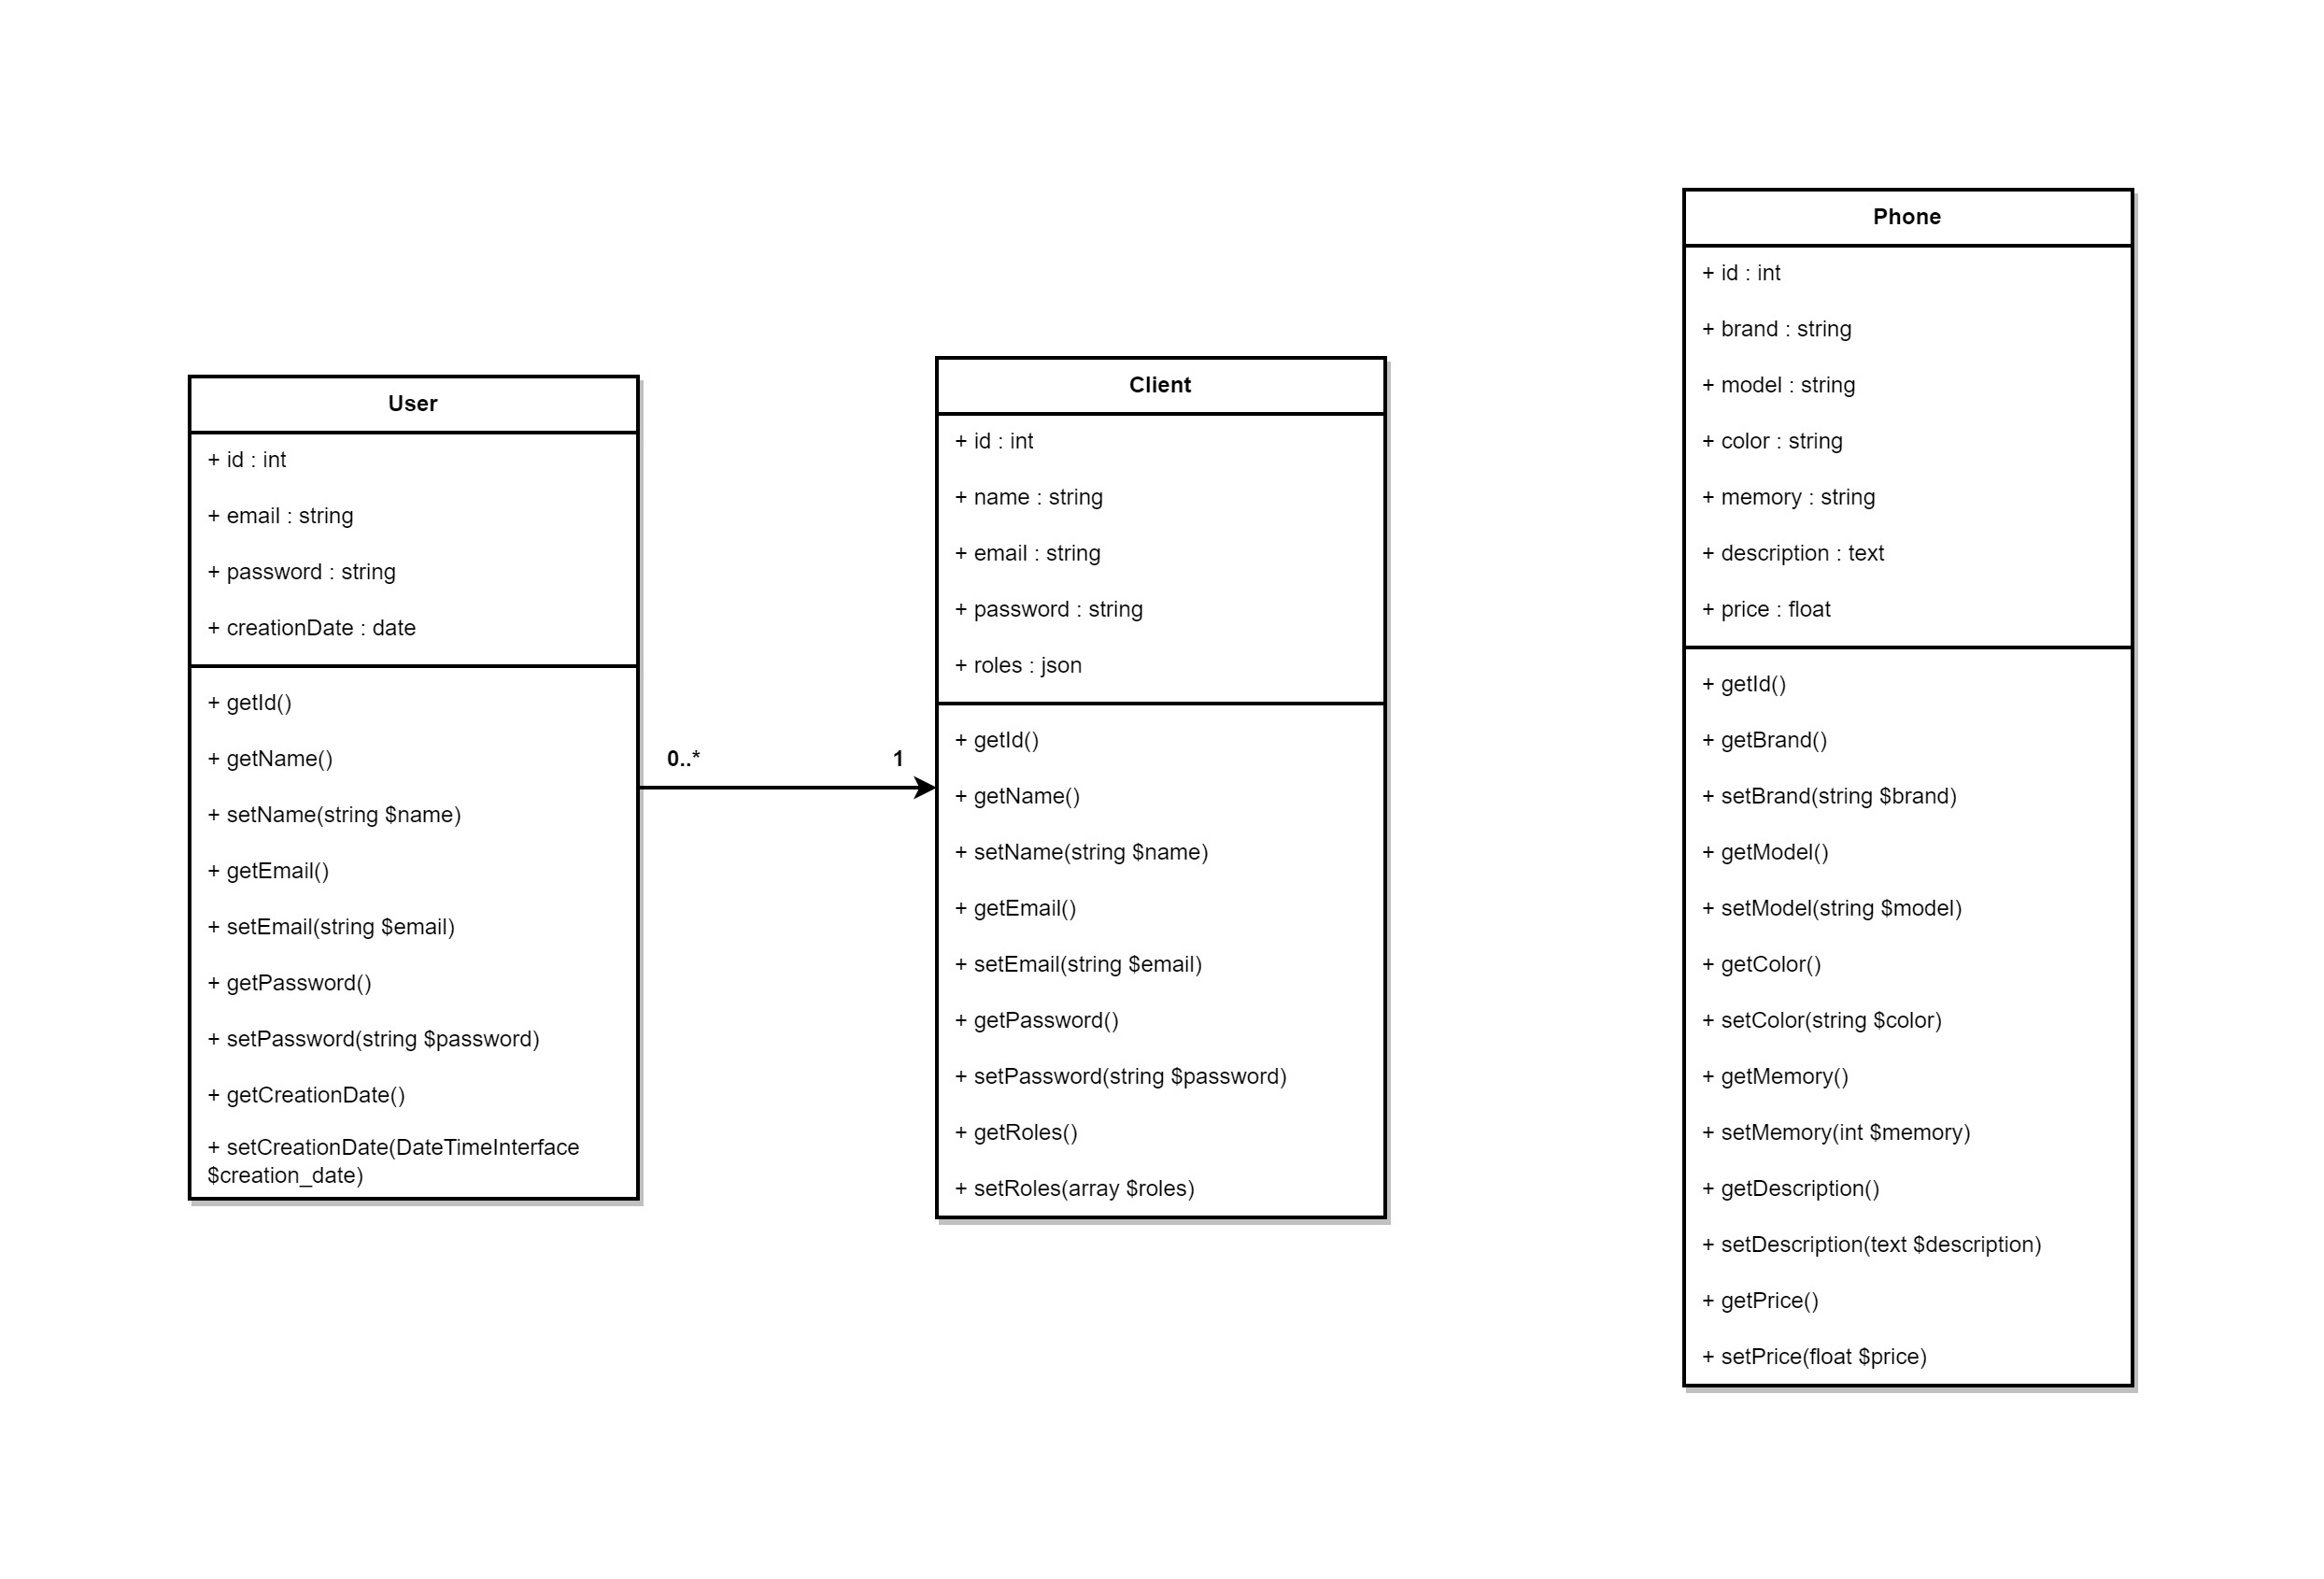 User
+ id : int
+ email : string
+ password : string
+ creationDate : date
+ getId()
+ getName()
+ setName(string $name)
+ getEmail()
+ setEmail(string $email)
+ getPassword()
+ setPassword(string $password)
+ getCreationDate()
+ setCreationDate(DateTimeInterface
$creation_date)
0..*
1
Client
+ id : int
+ name : string
+ email : string
+ password : string
+ roles : json
+ getId()
+ getName()
+ setName(string $name)
+ getEmail()
+ setEmail(string $email)
+ getPassword()
+ setPassword(string $password)
+ getRoles()
+ setRoles(array $roles)
Phone
+ id : int
+ brand : string
+ model : string
+ color : string
+ memory : string
+ description : text
+ price : float
+ getId()
+ getBrand()
+ setBrand(string $brand)
+ getModel()
+ setModel(string $model)
+ getColor()
+ setColor(string $color)
+ getMemory()
+ setMemory(int $memory)
+ getDescription()
+ setDescription(text $description)
+ getPrice()
+ setPrice(float $price)